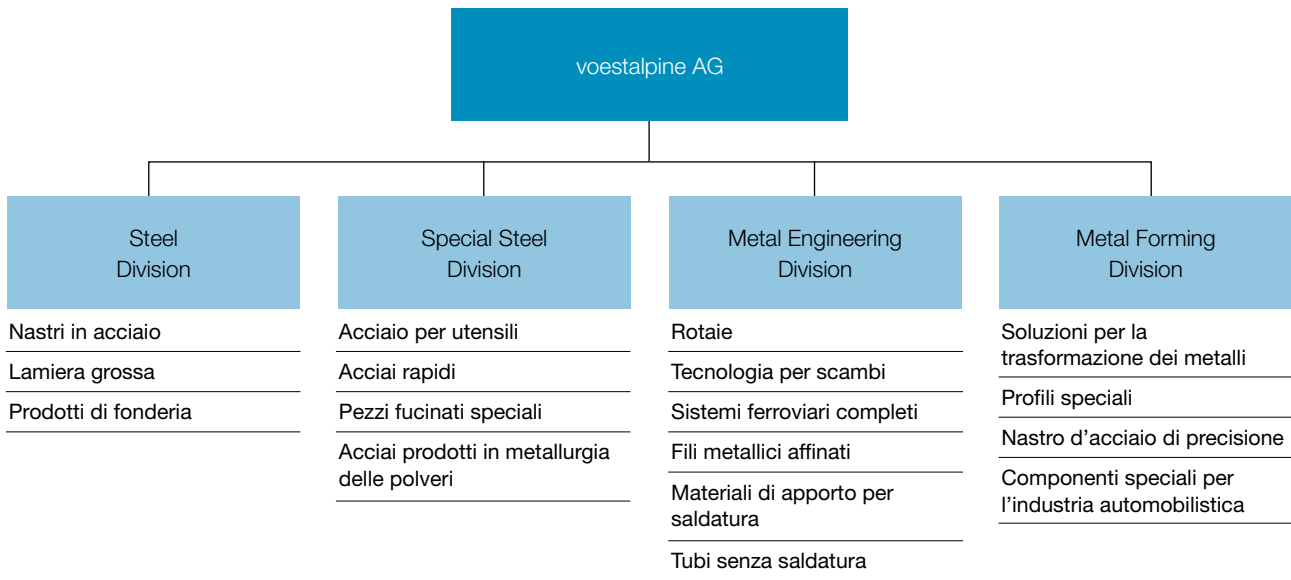 voestalpine AG
Steel
Division
Nastri in acciaio
Lamiera grossa
Prodotti di fonderia
Special Steel
Division
Acciaio per utensili
Acciai rapidi
Pezzi fucinati speciali
Acciai prodotti in metallurgia
delle polveri
Metal Engineering
Division
Rotaie
Tecnologia per scambi
Sistemi ferroviari completi
Fili metallici affinati
Materiali di apporto per
saldatura
Tubi senza saldatura
Metal Forming
Division
Soluzioni per la
trasformazione dei metalli
Profili speciali
Nastro d’acciaio di precisione
Componenti speciali per
l’industria automobilistica